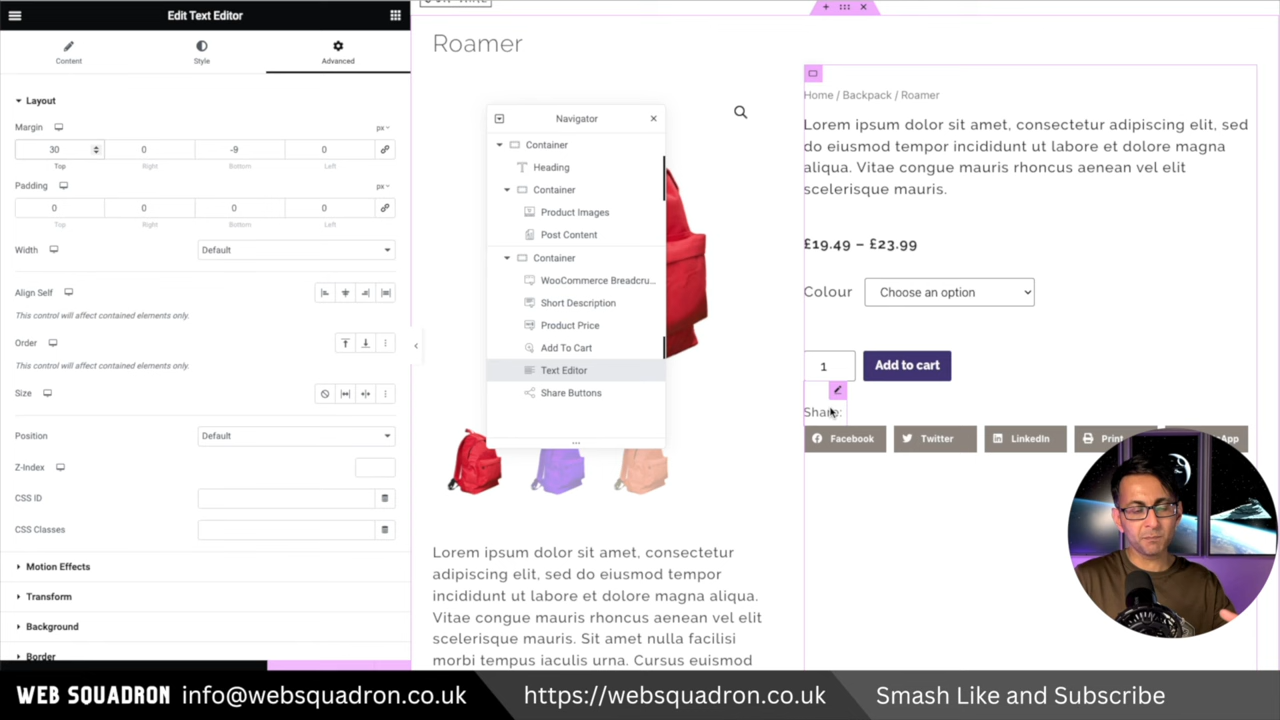 Edit Text Editor
Content
Style
Advanced
Layout
Margin
px
30
0
-9
0
Top
Right
Bottom
Left
Padding
px
0
0
0
0
Top
Right
Bottom
Left
Width
Default
Align Self
This control will affect contained elements only.
Order
This control will affect contained elements only.
Size
Position
Default
Z-Index
CSS ID
CSS Classes
Motion Effects
Transform
Background
Border
Roamer
Navigator
Container
Heading
Container
Product Images
Post Content
Container
WooCommerce Breadcru...
Short Description
Product Price
Add To Cart
Text Editor
Share Buttons
Lorem ipsum dolor sit amet, consectetur
adipiscing elit, sed do eiusmod tempor
incididunt ut labore et dolore magna aliqua.
Vitae congue mauris rhoncus aenean vel elit
scelerisque mauris. Sit amet nulla facilisi
morbi tempus iaculis urna. Cursus euismod
Home / Backpack / Roamer
Lorem ipsum dolor sit amet, consectetur adipiscing elit, sed
do eiusmod tempor incididunt ut labore et dolore magna
aliqua. Vitae congue mauris rhoncus aenean vel elit
scelerisque mauris.
£19.49 – £23.99
Colour
Choose an option
1
Add to cart
Share:
Facebook
Twitter
LinkedIn
Print
App
WEB SQUADRON info@websquadron.co.uk
https://websquadron.co.uk
Smash Like and Subscribe